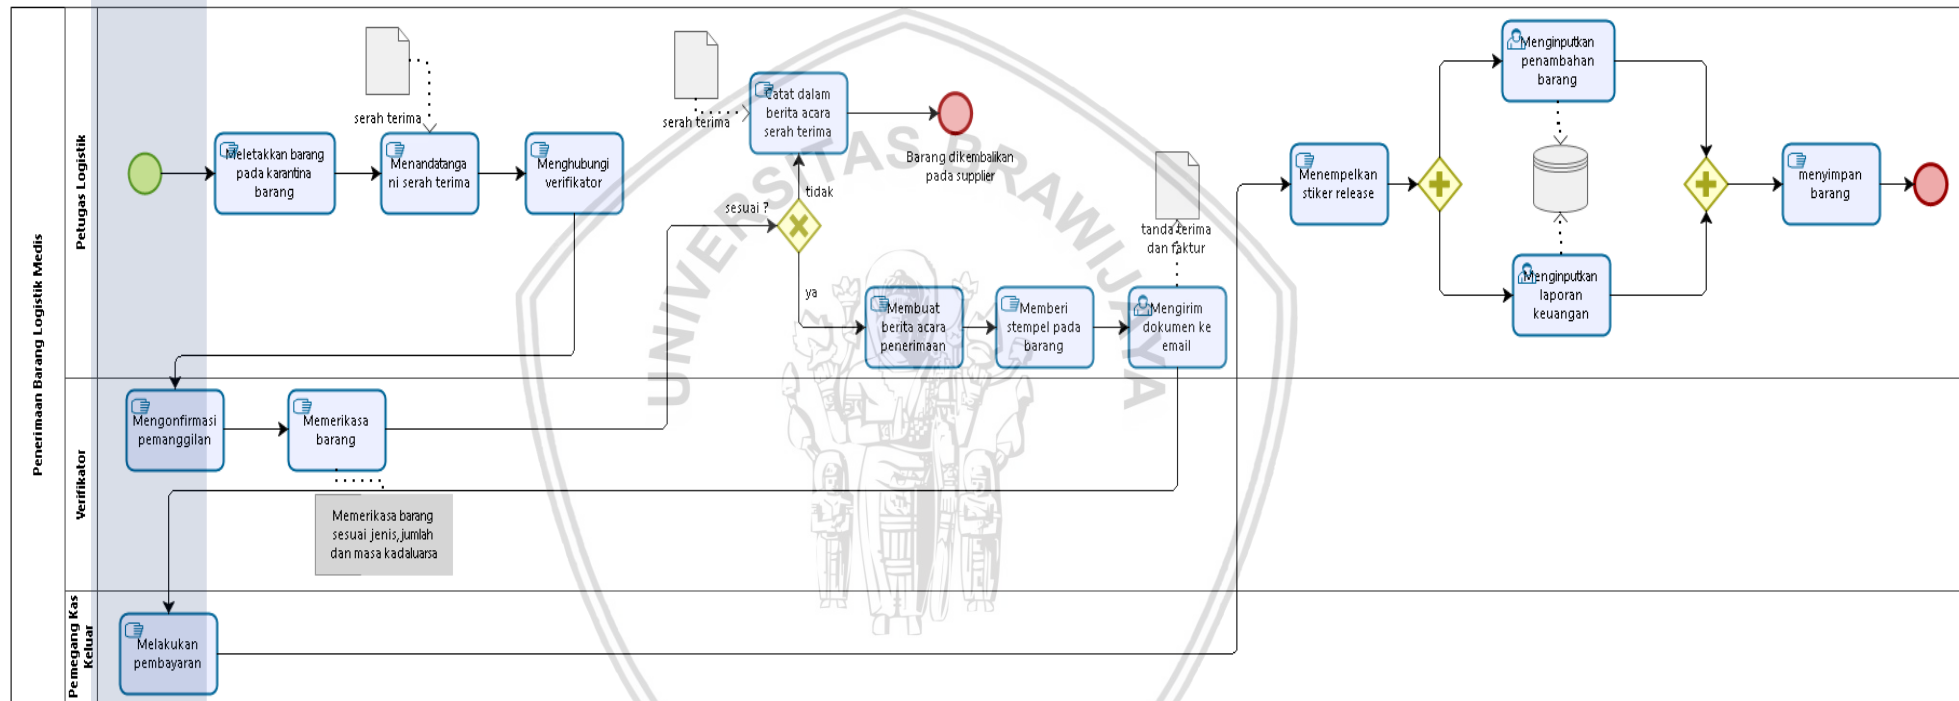 Penerimaan Barang Logistik Medis
Petugas Logistik
serah terima
Meletakkan barang
pada karantina
barang
Menandatanga
ni serah terima
Menghubungi
verifikator
serah terima
Catat dalam
berita acara
serah terima
Barang dikembalikan
pada supplier
tidak
sesuai ?
ya
Membuat
berita acara
penerimaan
Memberi
stempel pada
barang
Mengirim
dokumen ke
email
tanda terima
dan faktur
Menempelkan
stiker release
Menginputkan
penambahan
barang
Menginputkan
laporan
keuangan
menyimpan
barang
Verifikator
Mengonfirmasi
pemanggilan
Memerikasa
barang
Memerikasa barang
sesuai jenis,jumlah
dan masa kadaluarsa
Pemegang Kas
Keluar
Melakukan
pembayaran
UNIVERSITAS BRAWIJAYA